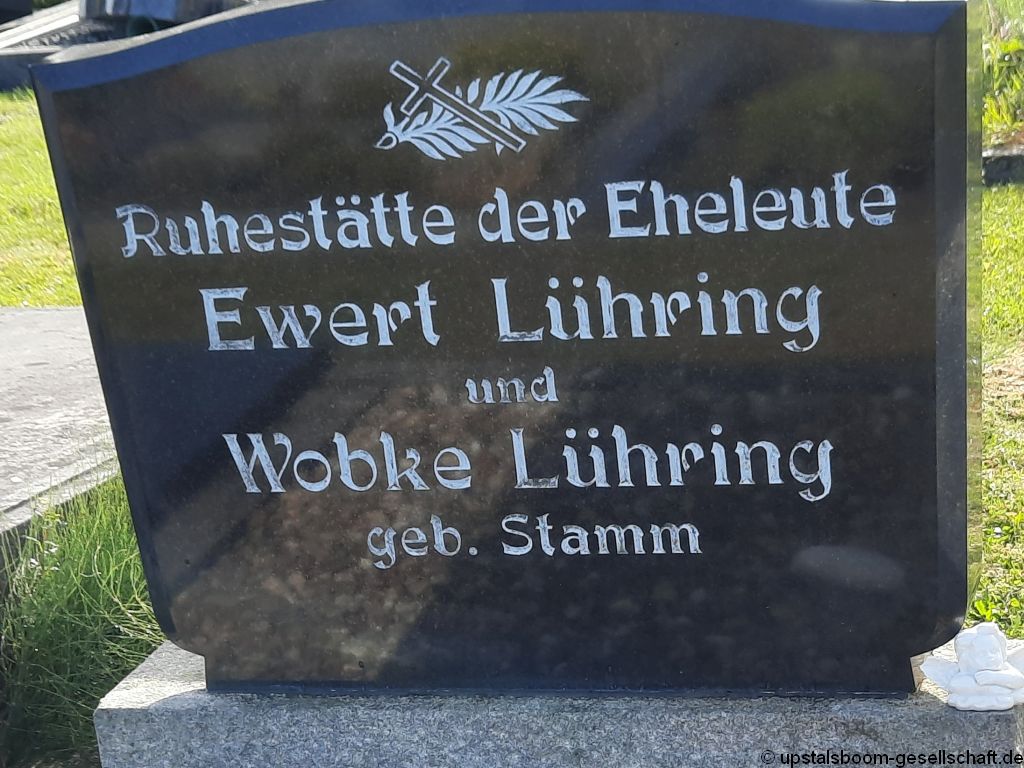 Ruhestätte der Eheleute
Ewert Lühring
und
Wobke Lühring
geb. Stamm
© upstalsboom-gesellschaft.de